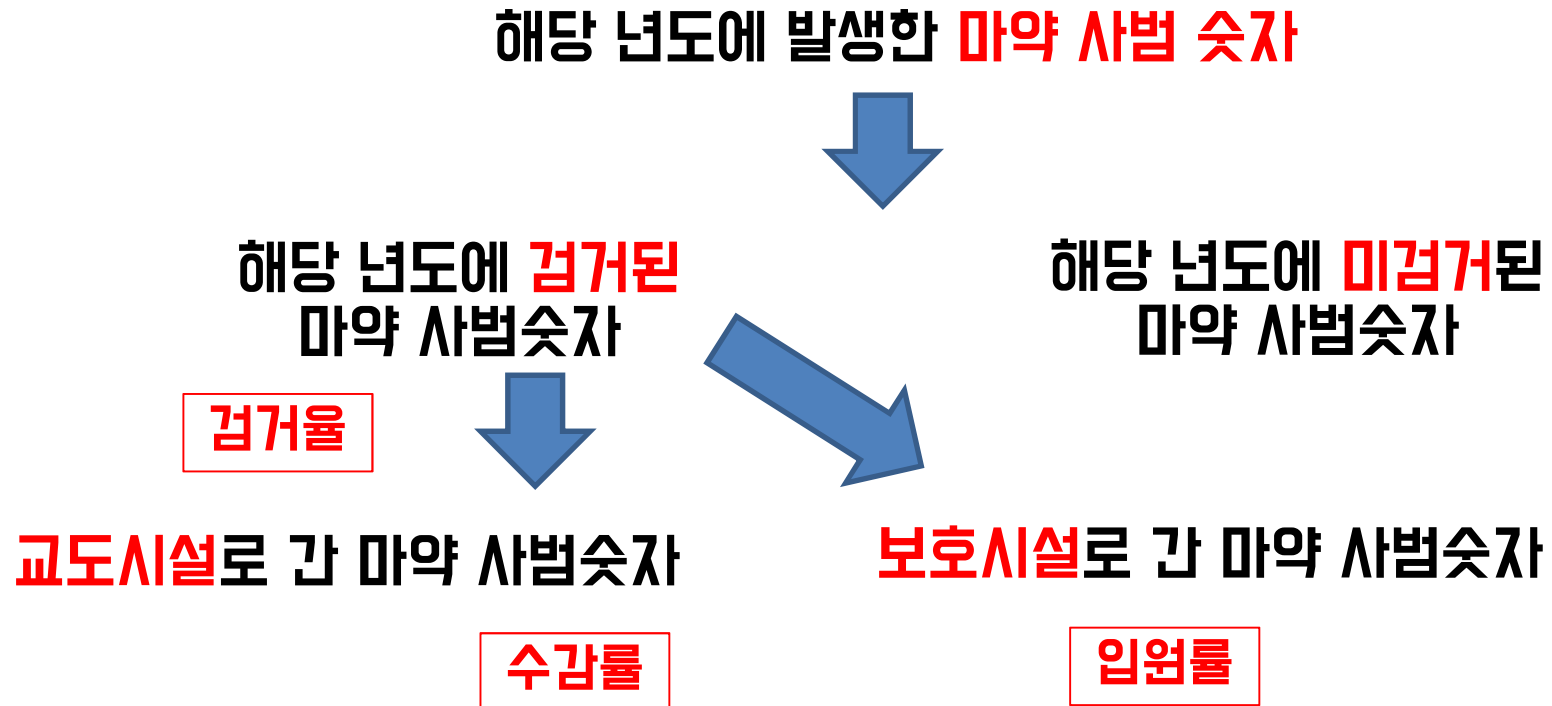 해당 년도에 발생한 마약 사범 숫자
해당 년도에 검거된
마약 사범숫자
해당 년도에 미검거된
마약 사범숫자
검거율
교도시설로 간 마약 사범숫자
보호시설로 간 마약 사범숫자
수감률
입원률